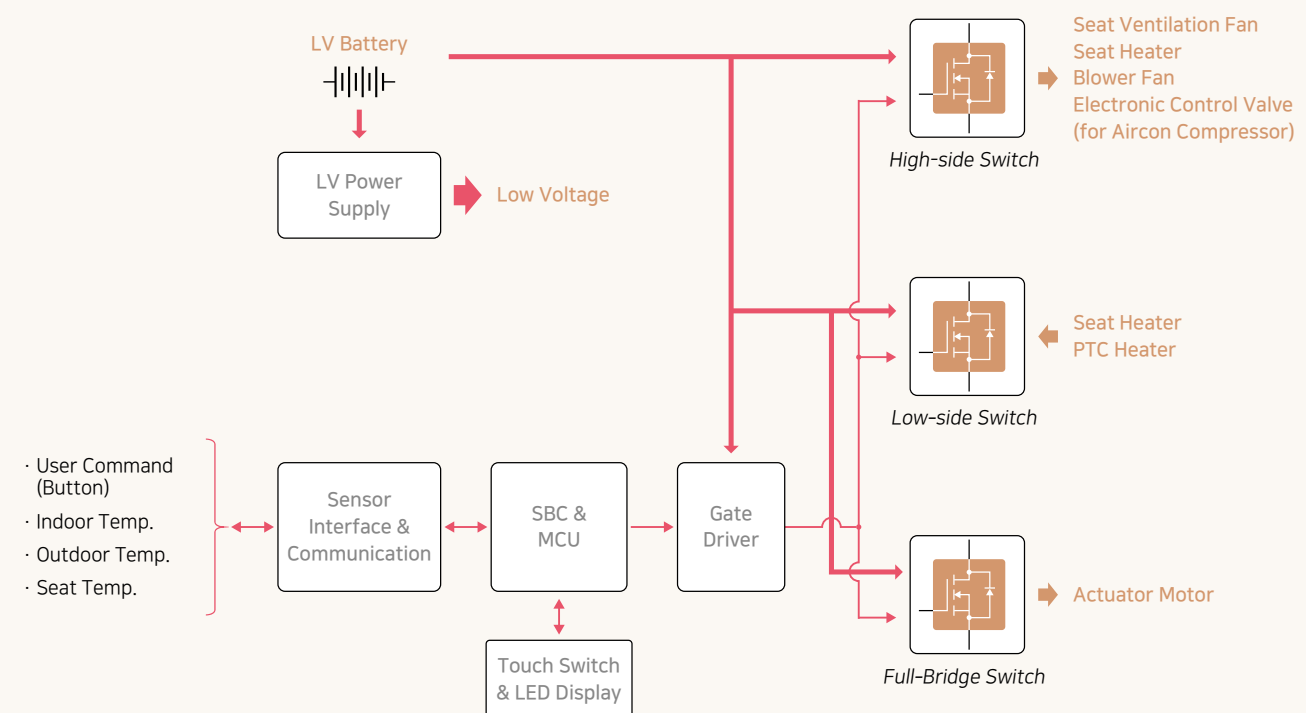 LV Battery
LV Power
Supply
Low Voltage
Seat Ventilation Fan
Seat Heater
Blower Fan
Electronic Control Valve
(for Aircon Compressor)
High-side Switch
Seat Heater
PTC Heater
Low-side Switch
· User Command
(Button)
· Indoor Temp.
· Outdoor Temp.
· Seat Temp.
Sensor
Interface &
Communication
SBC &
MCU
Gate
Driver
Touch Switch
& LED Display
Actuator Motor
Full-Bridge Switch